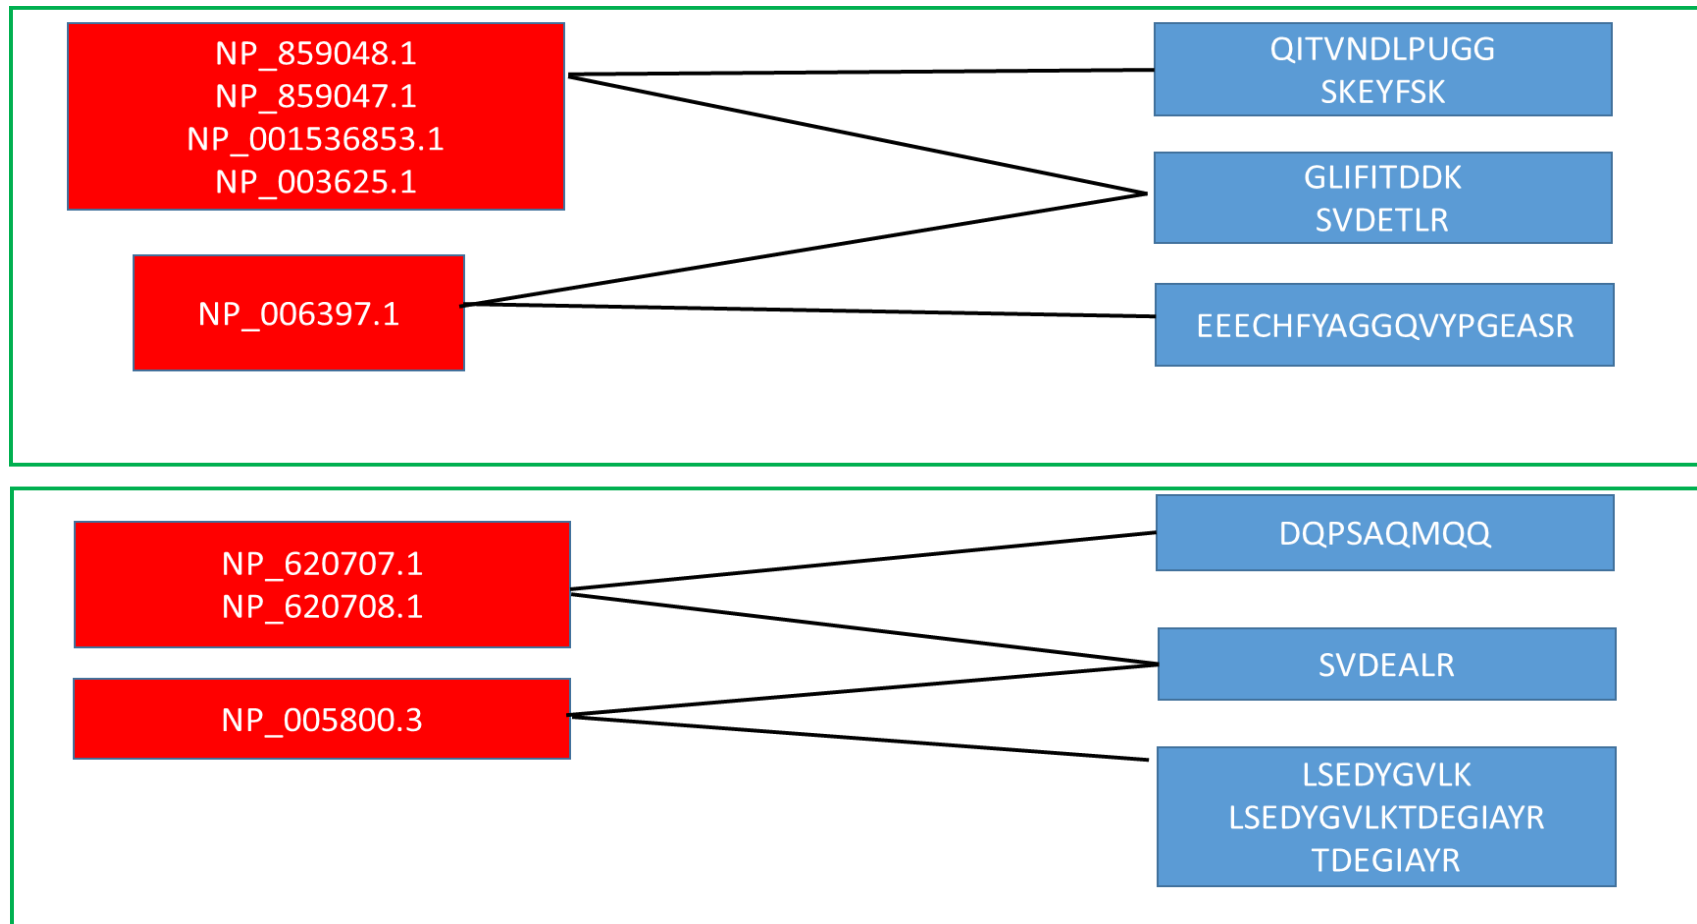 NP_859048.1
NP_859047.1
NP_001536853.1
NP_003625.1
QITVNDLPUGG
SKEYFSK
GLIFITDDK
SVDETLR
NP_006397.1
EEECHFYAGGQVYPGEASR
NP_620707.1
NP_620708.1
DQPSAQMQQ
SVDEALR
NP_005800.3
LSEDYGVLK
LSEDYGVLKTDEGIAYR
TDEGIAYR